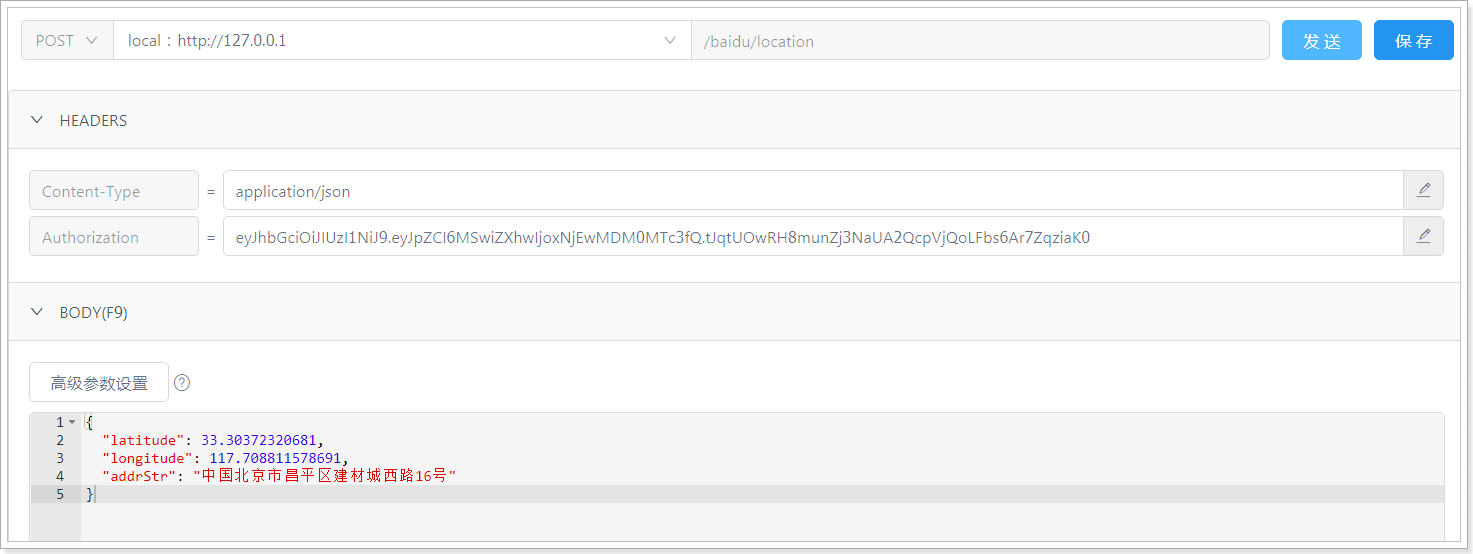 POST local：http://127.0.0.1 /baidu/location 发送 保存
HEADERS
Content-Type = application/json
Authorization = eyJhbGciOiJIUzI1NiJ9.eyJpZCI6MSwiZXhwIjoxNjEwMDM0MTc3fQ.tJqtUOwRH8munZj3NaUA2QcpVjQoLFbs6Ar7ZqziaK0
BODY(F9)
高级参数设置 ?
1 {
2 "latitude": 33.30372320681,
3 "longitude": 117.708811578691,
4 "addrStr": "中国北京市昌平区建材城西路16号"
5 }